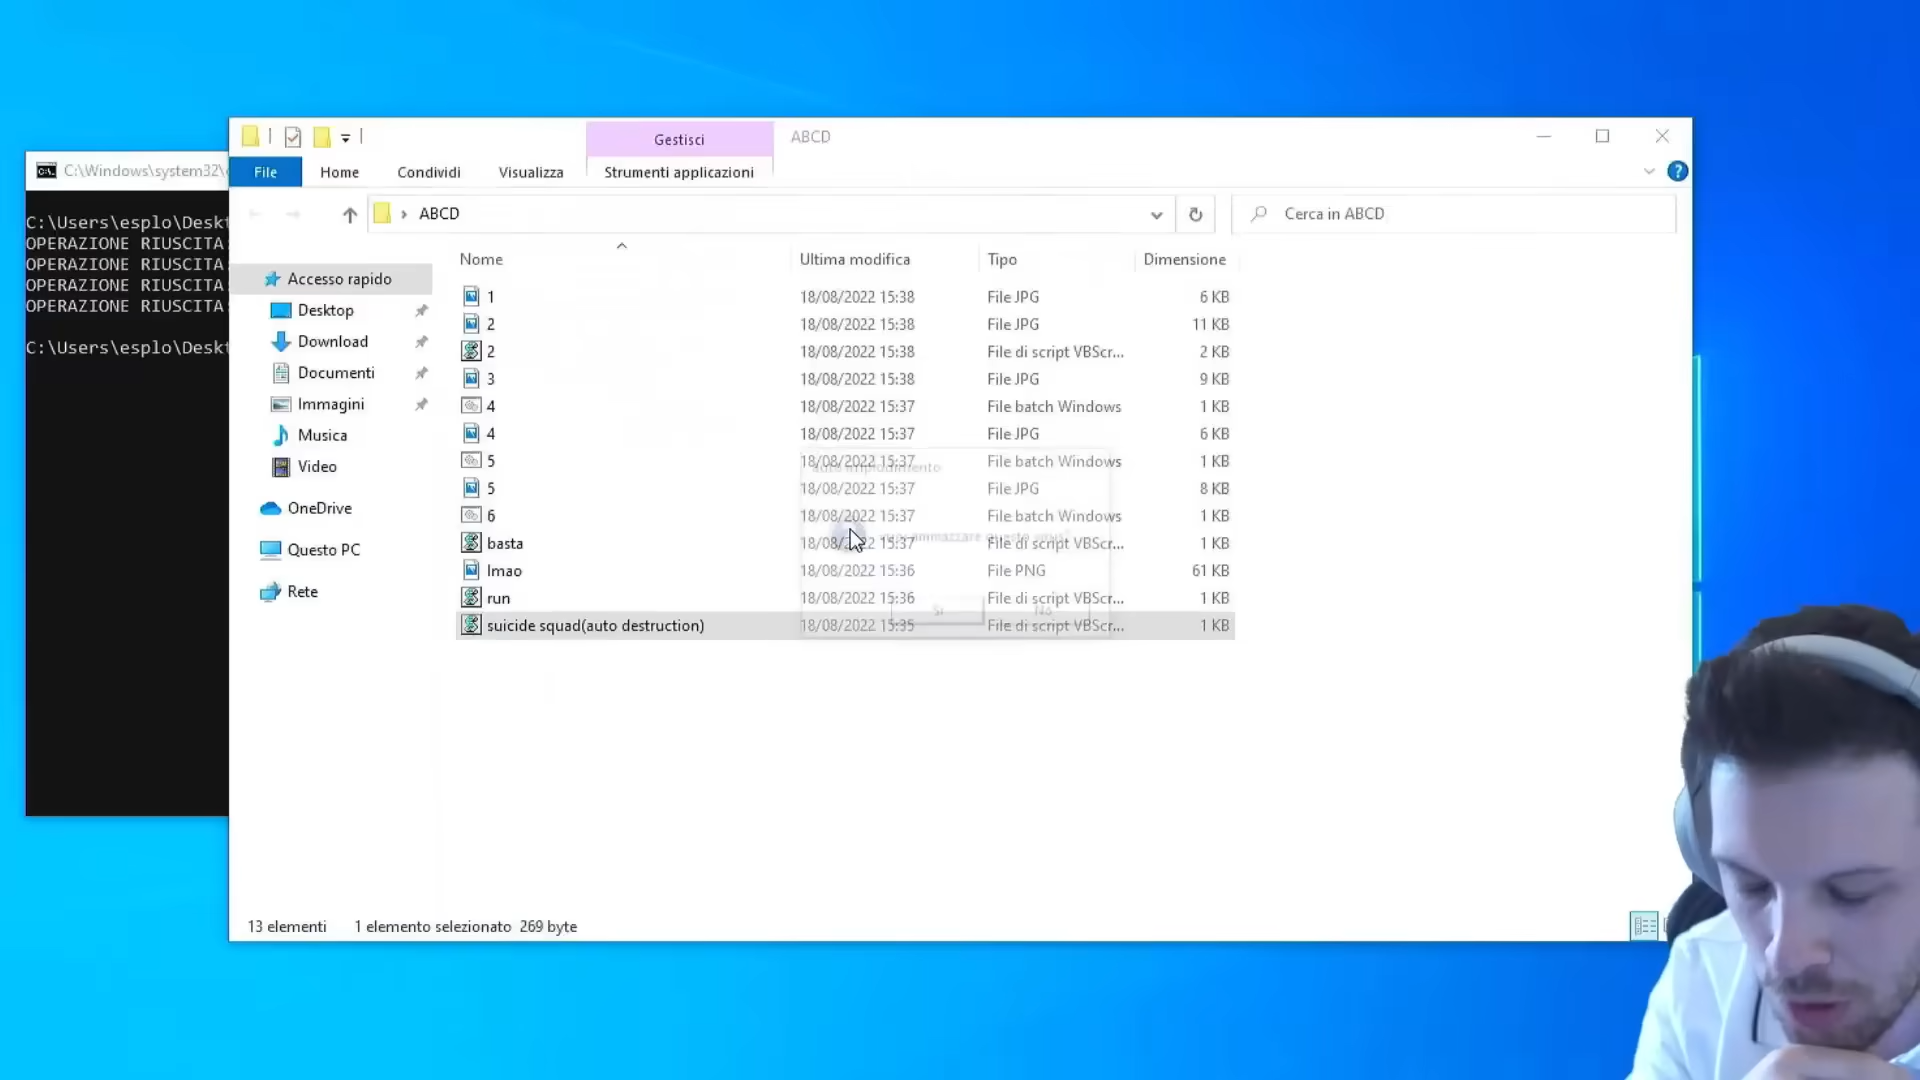 Gestisci
ABCD
C:\Windows\system32\
File
Home
Condividi
Visualizza
Strumenti applicazioni
ABCD
Cerca in ABCD
C:\Users\esplo\Deskt
OPERAZIONE RIUSCITA:
OPERAZIONE RIUSCITA:
OPERAZIONE RIUSCITA:
OPERAZIONE RIUSCITA:
C:\Users\esplo\Deskt
Accesso rapido
Desktop
Download
Documenti
Immagini
Musica
Video
OneDrive
Questo PC
Rete
Nome Ultima modifica Tipo Dimensione
1 18/08/2022 15:38 File JPG 6 KB
2 18/08/2022 15:38 File JPG 11 KB
2 18/08/2022 15:38 File di script VBScr... 2 KB
3 18/08/2022 15:38 File JPG 9 KB
4 18/08/2022 15:37 File batch Windows 1 KB
4 18/08/2022 15:37 File JPG 6 KB
5 18/08/2022 15:37 File batch Windows 1 KB
5 18/08/2022 15:37 File JPG 8 KB
6 18/08/2022 15:37 File batch Windows 1 KB
basta 18/08/2022 15:37 File di script VBScr... 1 KB
lmao 18/08/2022 15:36 File PNG 61 KB
run 18/08/2022 15:36 File di script VBScr... 1 KB
suicide squad(auto destruction) 18/08/2022 15:35 File di script VBScr... 1 KB
13 elementi 1 elemento selezionato 269 byte